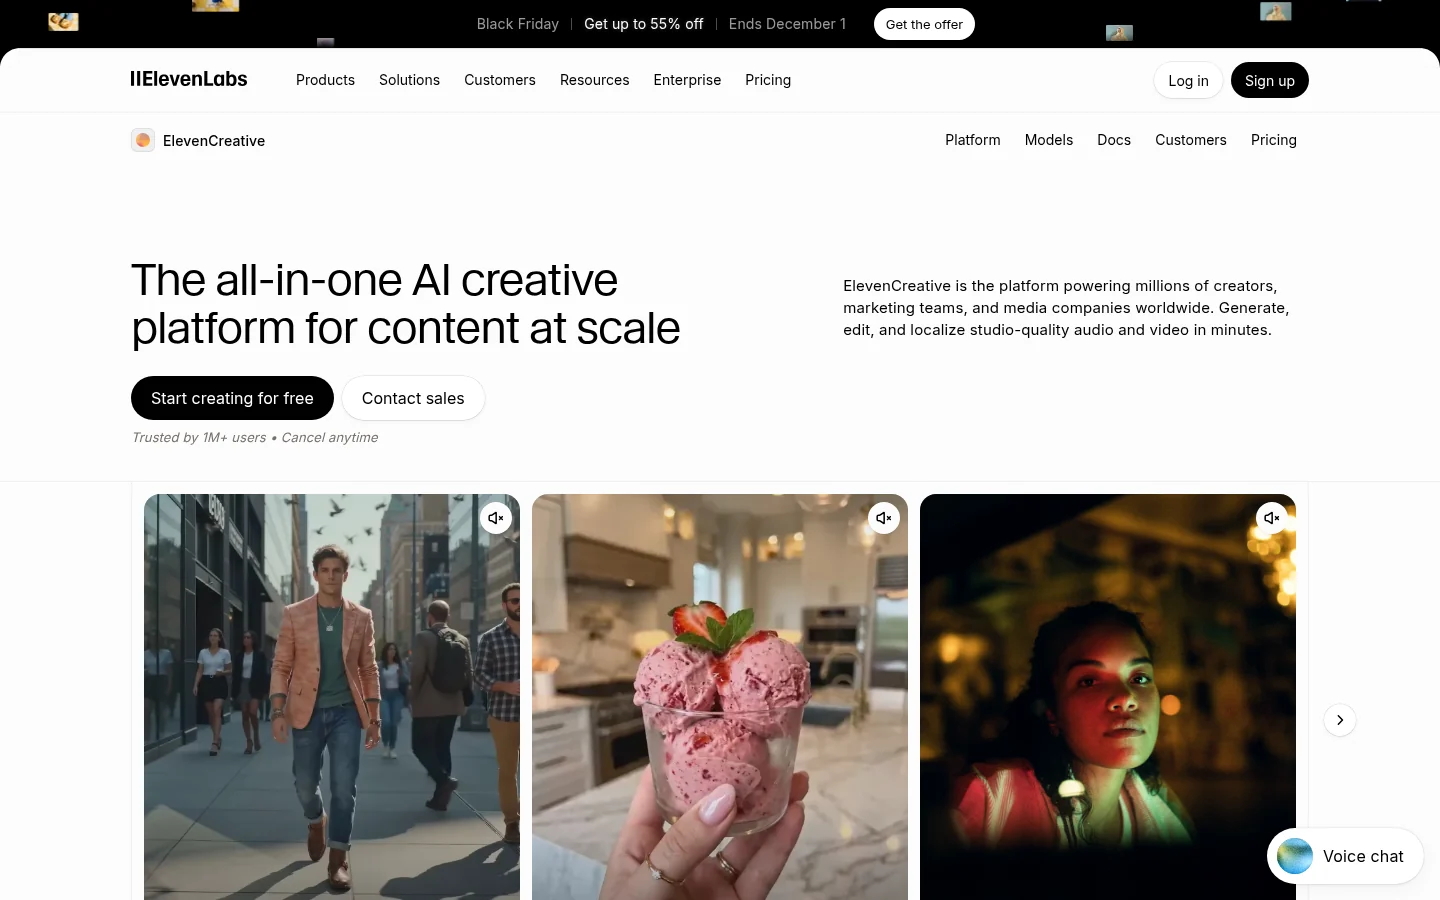 Black Friday
Get up to 55% off
Ends December 1
Get the offer
IIElevenLabs
Products
Solutions
Customers
Resources
Enterprise
Pricing
Log in
Sign up
ElevenCreative
Platform
Models
Docs
Customers
Pricing
The all-in-one AI creative
platform for content at scale
ElevenCreative is the platform powering millions of creators,
marketing teams, and media companies worldwide. Generate,
edit, and localize studio-quality audio and video in minutes.
Start creating for free
Contact sales
Trusted by 1M+ users • Cancel anytime
Voice chat